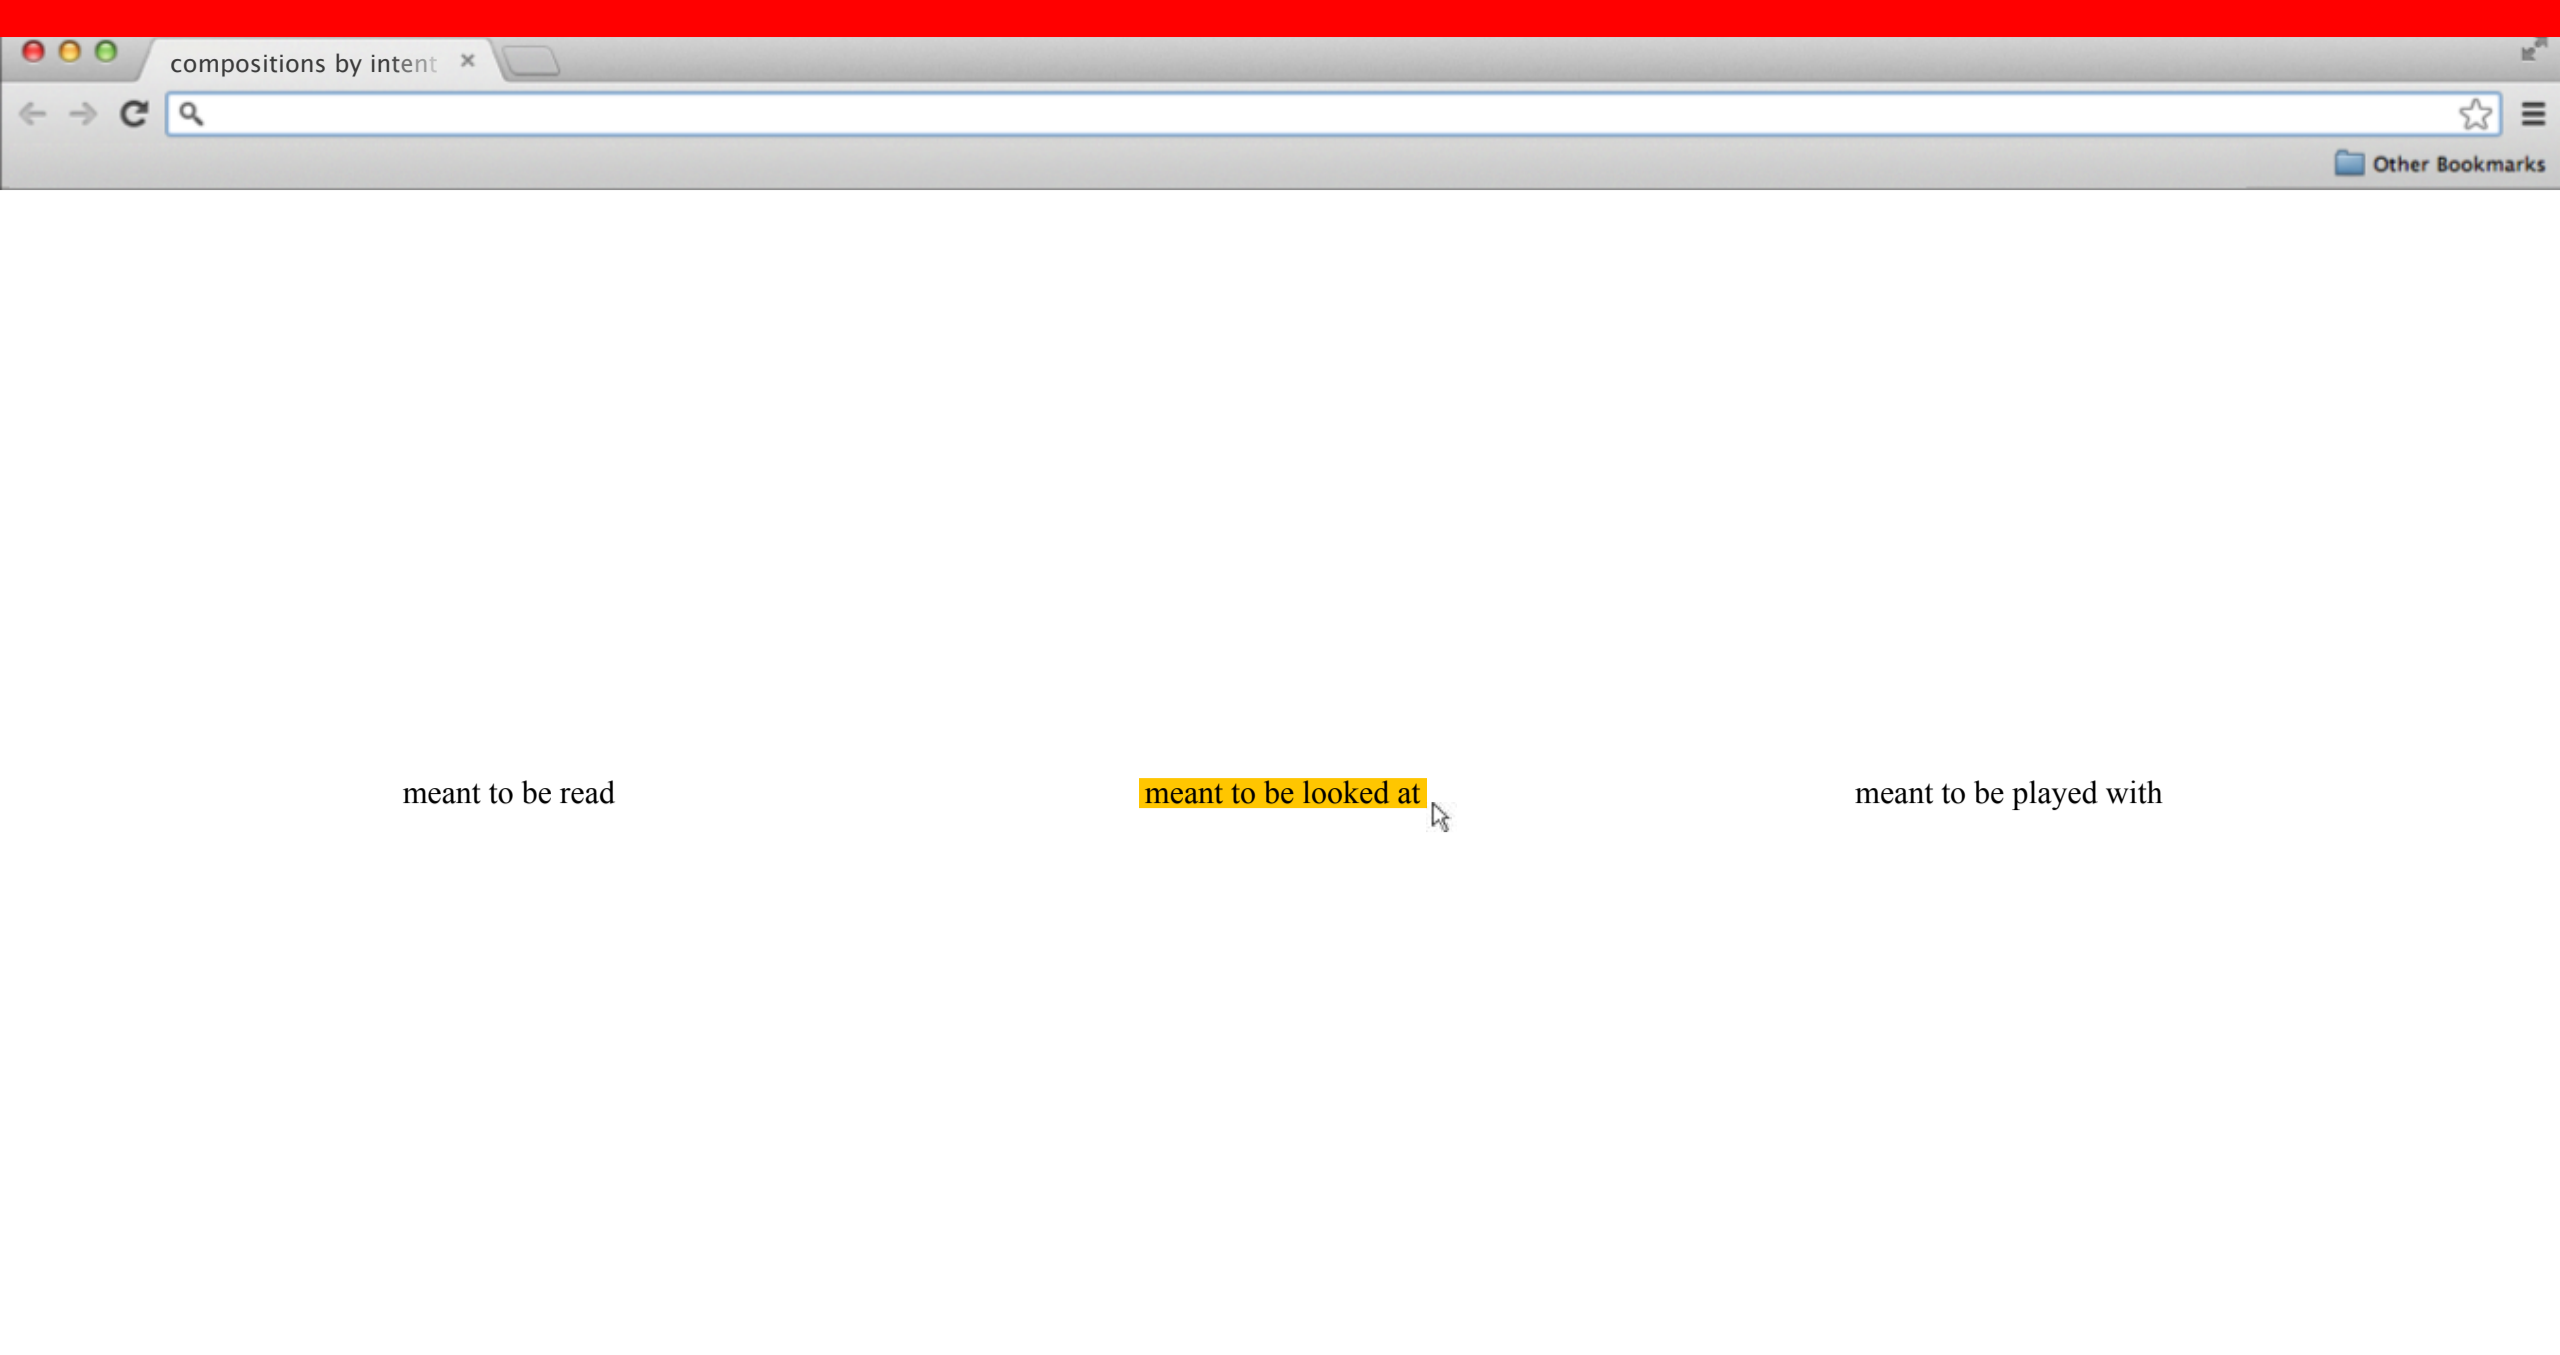 compositions by intent
Other Bookmarks
meant to be read
meant to be looked at
meant to be played with